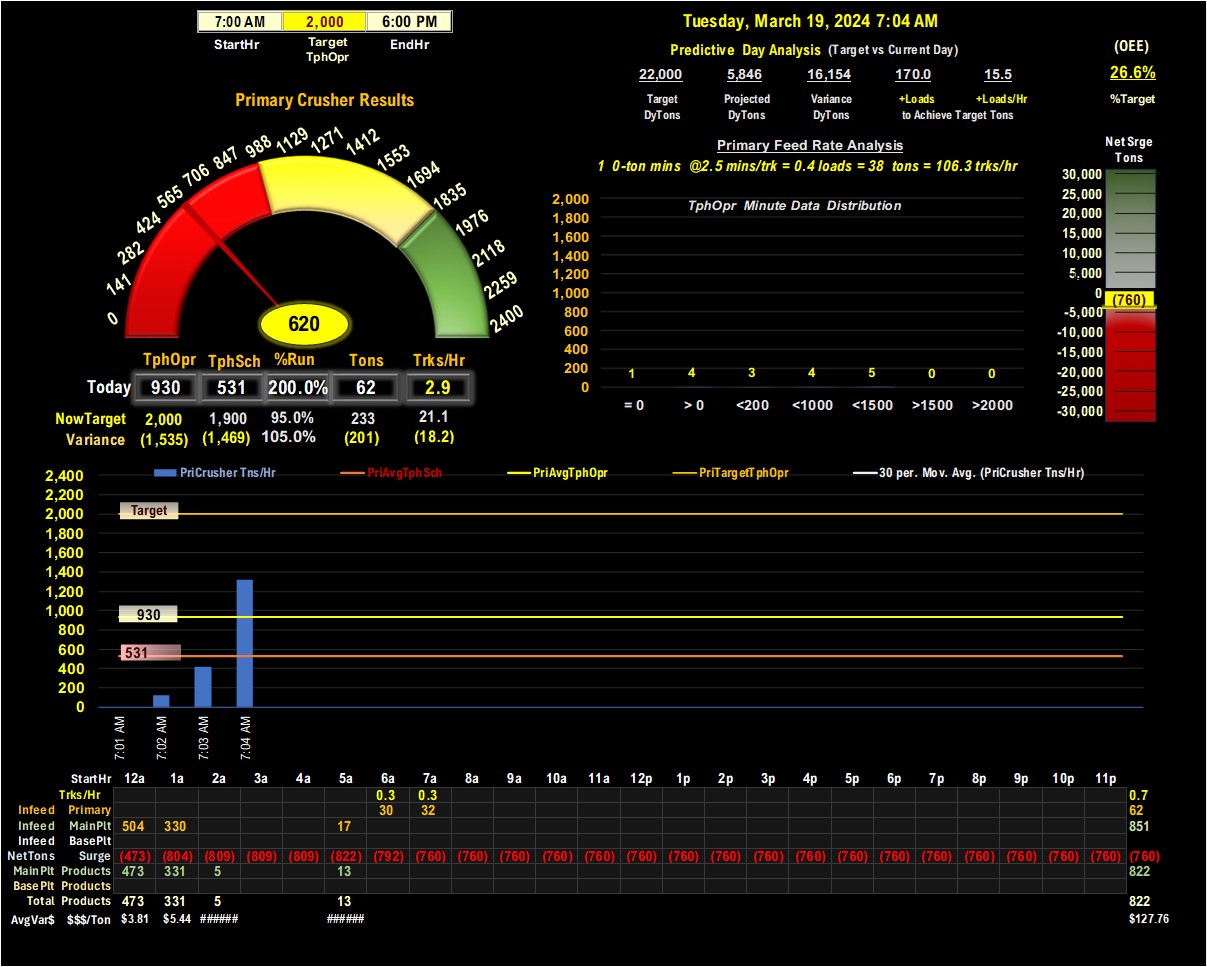 7:00 AM 2,000 6:00 PM
StartHr Target TphOpr EndHr
Tuesday, March 19, 2024 7:04 AM
Predictive Day Analysis (Target vs Current Day)
22,000 5,846 16,154 170.0 15.5
Target DyTons Projected DyTons Variance DyTons +Loads +Loads/Hr
to Achieve Target Tons
(OEE)
26.6%
%Target
Primary Crusher Results
0 141 282 424 565 706 847 988 1129 1271 1412 1553 1694 1835 1976 2118 2259 2400
620
TphOpr TphSch %Run Tons Trks/Hr
Today 930 531 200.0% 62 2.9
NowTarget 2,000 1,900 95.0% 233 21.1
Variance (1,535) (1,469) 105.0% (201) (18.2)
Primary Feed Rate Analysis
1 0-ton mins @2.5 mins/trk = 0.4 loads = 38 tons = 106.3 trks/hr
TphOpr Minute Data Distribution
2,000
1,800
1,600
1,400
1,200
1,000
800
600
400
200
0
1 4 3 4 5 0 0
= 0 > 0 <200 <1000 <1500 >1500 >2000
Net Srge
Tons
30,000
25,000
20,000
15,000
10,000
5,000
0
(760)
-5,000
-10,000
-15,000
-20,000
-25,000
-30,000
PriCrusher Tns/Hr PriAvgTphSch PriAvgTphOpr PriTargetTphOpr 30 per. Mov. Avg. (PriCrusher Tns/Hr)
2,400
2,200
2,000
1,800
1,600
1,400
1,200
1,000
800
600
400
200
0
Target
930
531
7:01 AM
7:02 AM
7:03 AM
7:04 AM
StartHr 12a 1a 2a 3a 4a 5a 6a 7a 8a 9a 10a 11a 12p 1p 2p 3p 4p 5p 6p 7p 8p 9p 10p 11p
Trks/Hr 0.3 0.3 0.7
Infeed Primary 30 32 62
Infeed MainPlt 504 330 17 851
Infeed BasePlt
NetTons Surge (473) (804) (809) (809) (809) (822) (792) (760) (760) (760) (760) (760) (760) (760) (760) (760) (760) (760) (760) (760) (760) (760) (760) (760) (760)
MainPlt Products 473 331 5 13 822
BasePlt Products
Total Products 473 331 5 13 822
AvgVar$ $$$/Ton $3.81 $5.44 ###### ###### $127.76